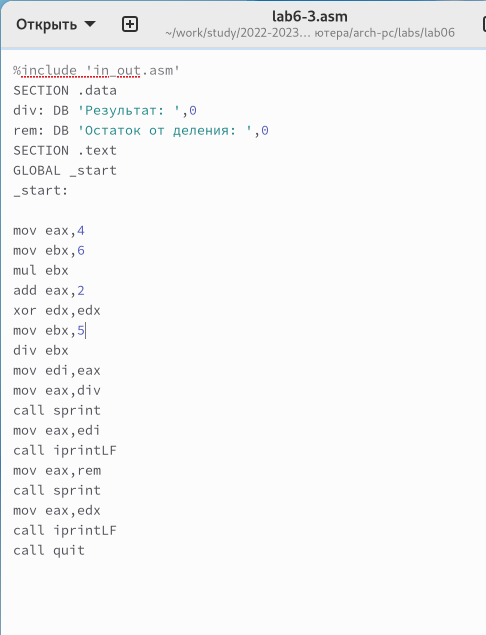 Открыть
lab6-3.asm
~/work/study/2022-2023... ютера/arch-pc/labs/lab06
%include 'in_out.asm'
SECTION .data
div: DB 'Результат: ',0
rem: DB 'Остаток от деления: ',0
SECTION .text
GLOBAL _start
_start:
mov eax,4
mov ebx,6
mul ebx
add eax,2
xor edx,edx
mov ebx,5
div ebx
mov edi,eax
mov eax,div
call sprint
mov eax,edi
call iprintLF
mov eax,rem
call sprint
mov eax,edx
call iprintLF
call quit